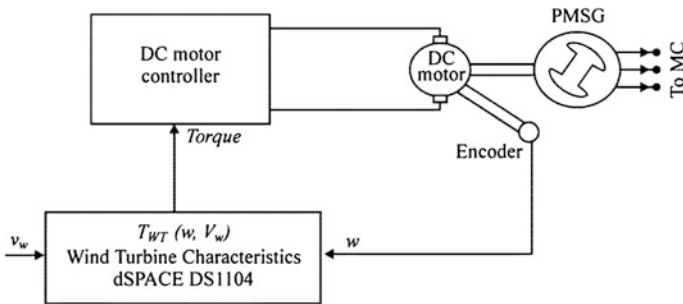 PMSG
DC motor
controller
DC
motor
To MC
Torque
Encoder
T_WT (w, V_w)
Wind Turbine Characteristics
dSPACE DS1104
v_w
w